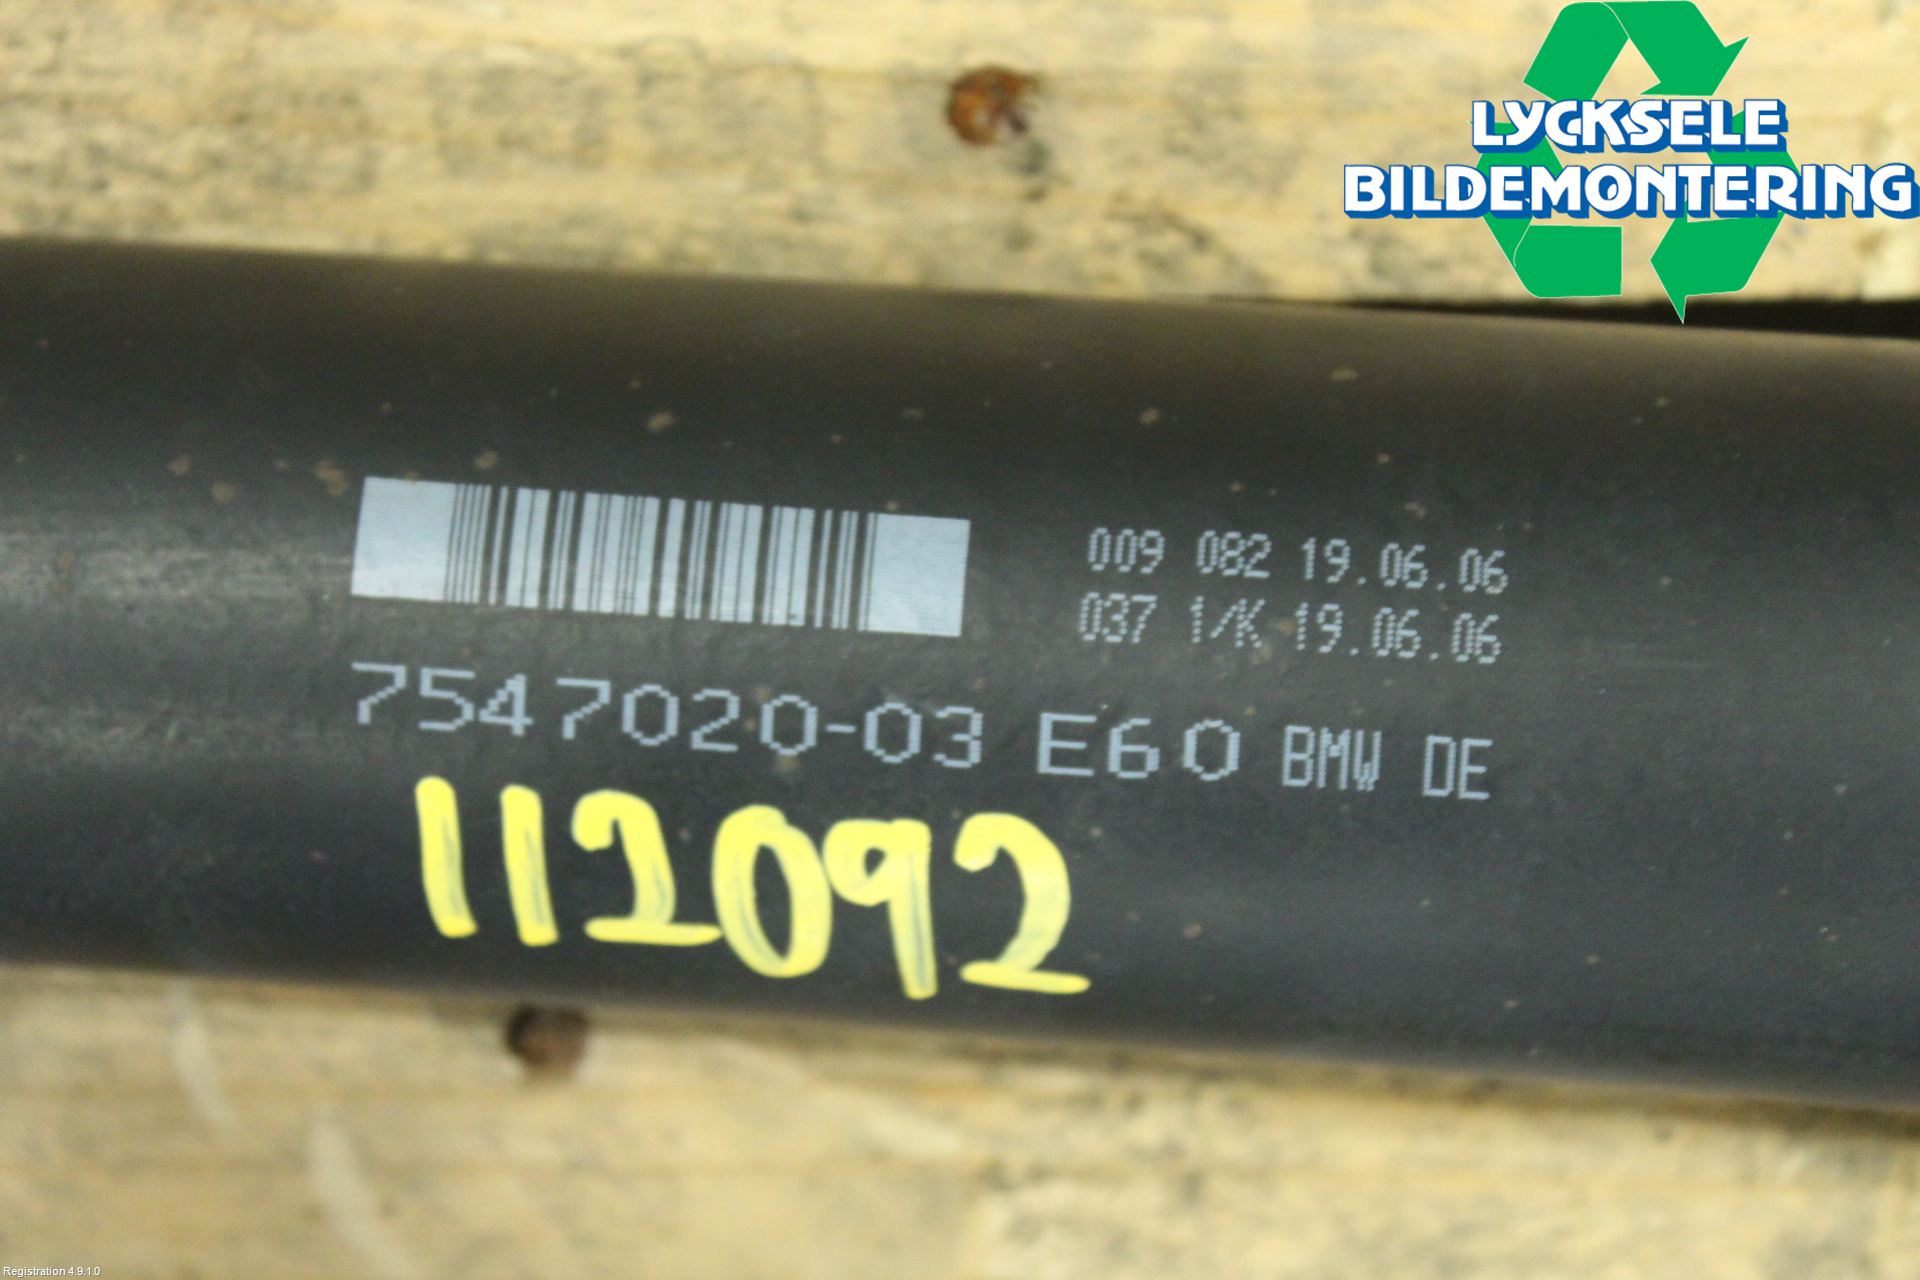 LYCKSELE
BILDEMONTERING
009 082 19.06.06
037 1/K 19.06.06
7547020-03 E60 BMW DE
112092
Registration 4.9.1.0